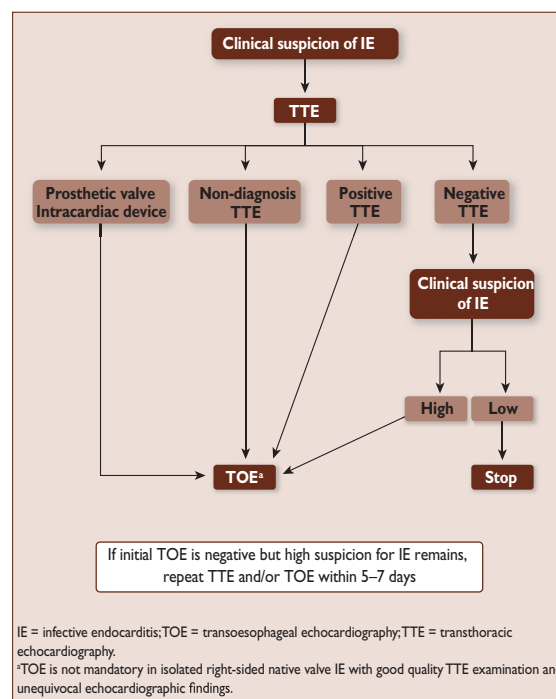 Clinical suspicion of IE
TTE
Prosthetic valve
Intracardiac device
Non-diagnosis
TTE
Positive
TTE
Negative
TTE
Clinical suspicion
of IE
High
Low
TOEa
Stop
If initial TOE is negative but high suspicion for IE remains,
repeat TTE and/or TOE within 5–7 days
IE = infective endocarditis; TOE = transoesophageal echocardiography; TTE = transthoracic
echocardiography.
aTOE is not mandatory in isolated right-sided native valve IE with good quality TTE examination an
unequivocal echocardiographic findings.